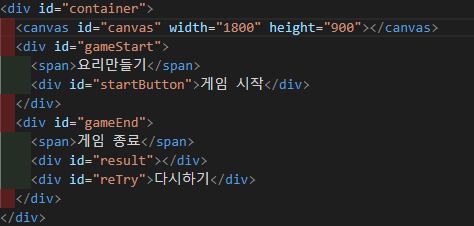 <div id="container">
<canvas id="canvas" width="1800" height="900"></canvas>
<div id="gameStart">
<span>요리만들기</span>
<div id="startButton">게임 시작</div>
</div>
<div id="gameEnd">
<span>게임 종료</span>
<div id="result"></div>
<div id="reTry">다시하기</div>
</div>
</div>